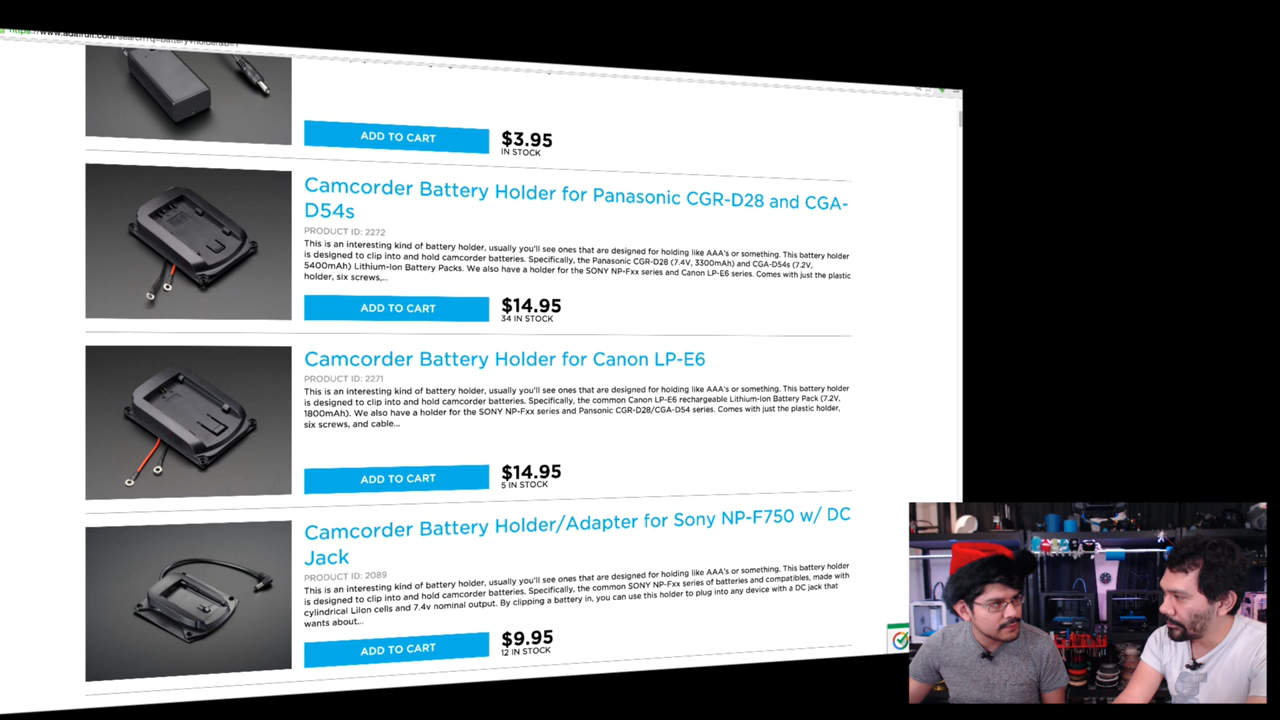 ADD TO CART
$3.95
IN STOCK
Camcorder Battery Holder for Panasonic CGR-D28 and CGA-
D54s
PRODUCT ID: 2272
This is an interesting kind of battery holder, usually you'll see ones that are designed for holding like AAA's or something. This battery holder
is designed to clip into and hold camcorder batteries. Specifically, the Panasonic CGR-D28 (7.4V, 3300mAh) and CGA-D54s (7.2V,
5400mAh) Lithium-Ion Battery Packs. We also have a holder for the SONY NP-Fxx series and Canon LP-E6 series. Comes with just the plastic
holder, six screws,...
ADD TO CART
$14.95
34 IN STOCK
Camcorder Battery Holder for Canon LP-E6
PRODUCT ID: 2271
This is an interesting kind of battery holder, usually you'll see ones that are designed for holding like AAA's or something. This battery holder
is designed to clip into and hold camcorder batteries. Specifically, the common Canon LP-E6 rechargeable Lithium-Ion Battery Pack (7.2V,
1800mAh). We also have a holder for the SONY NP-Fxx series and Pansonic CGR-D28/CGA-D54 series. Comes with just the plastic holder,
six screws, and cable...
ADD TO CART
$14.95
5 IN STOCK
Camcorder Battery Holder/Adapter for Sony NP-F750 w/ DC
Jack
PRODUCT ID: 2089
This is an interesting kind of battery holder, usually you'll see ones that are designed for holding like AAA's or something. This battery holder
is designed to clip into and hold camcorder batteries. Specifically, the common SONY NP-Fxx series of batteries and compatibles, made with
cylindrical LiIon cells and 7.4v nominal output. By clipping a battery in, you can use this holder to plug into any device with a DC jack that
wants about...
ADD TO CART
$9.95
12 IN STOCK